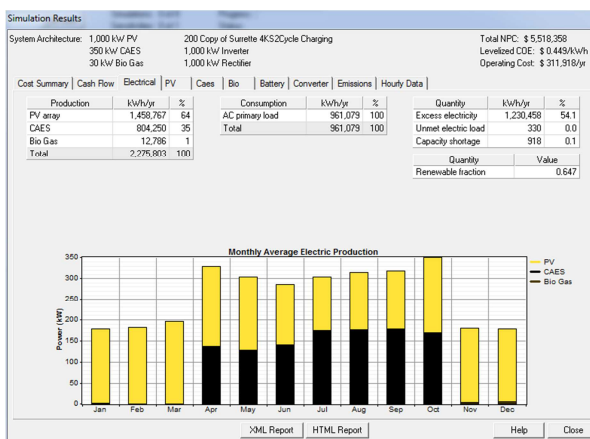 Simulation Results
System Architecture: 1,000 kW PV 200 Copy of Surrette 4KS2Cycle Charging Total NPC: $ 5,518,358
350 kW CAES 1,000 kW Inverter Levelized COE: $ 0.449/kWh
30 kW Bio Gas 1,000 kW Rectifier Operating Cost: $ 311,918/yr
Cost Summary Cash Flow Electrical PV Caes Bio Battery Converter Emissions Hourly Data
Production kWh/yr % Consumption kWh/yr % Quantity kWh/yr %
PV array 1,458,767 64 AC primary load 961,079 100 Excess electricity 1,230,458 54.1
CAES 804,250 35 Total 961,079 100 Unmet electric load 330 0.0
Bio Gas 12,786 1 Capacity shortage 918 0.1
Total 2,275,803 100
Quantity Value
Renewable fraction 0.647
Monthly Average Electric Production
Power (kW)
350
300
250
200
150
100
50
0
Jan Feb Mar Apr May Jun Jul Aug Sep Oct Nov Dec
PV
CAES
Bio Gas
XML Report HTML Report Help Close